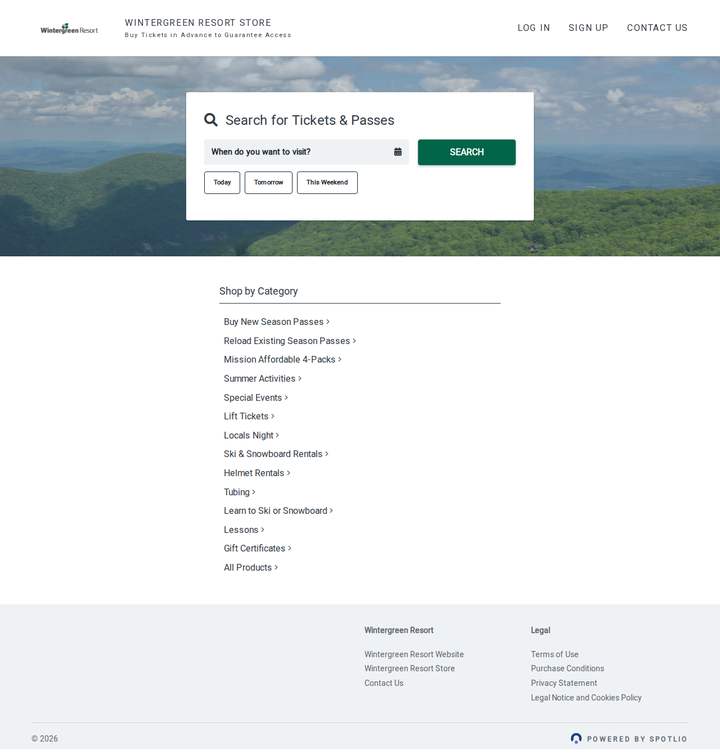 Wintergreen Resort
WINTERGREEN RESORT STORE
Buy Tickets in Advance to Guarantee Access
LOG IN
SIGN UP
CONTACT US
Search for Tickets & Passes
When do you want to visit?
SEARCH
Today
Tomorrow
This Weekend
Shop by Category
Buy New Season Passes
Reload Existing Season Passes
Mission Affordable 4-Packs
Summer Activities
Special Events
Lift Tickets
Locals Night
Ski & Snowboard Rentals
Helmet Rentals
Tubing
Learn to Ski or Snowboard
Lessons
Gift Certificates
All Products
Wintergreen Resort
Wintergreen Resort Website
Wintergreen Resort Store
Contact Us
Legal
Terms of Use
Purchase Conditions
Privacy Statement
Legal Notice and Cookies Policy
© 2026
POWERED BY SPOTLIO